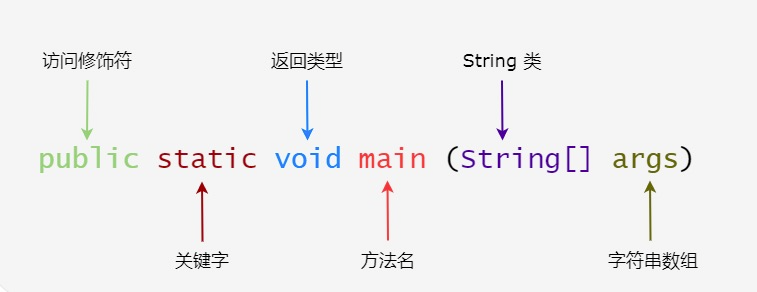 访问修饰符 返回类型 String 类
public static void main (String[] args)
关键字 方法名 字符串数组